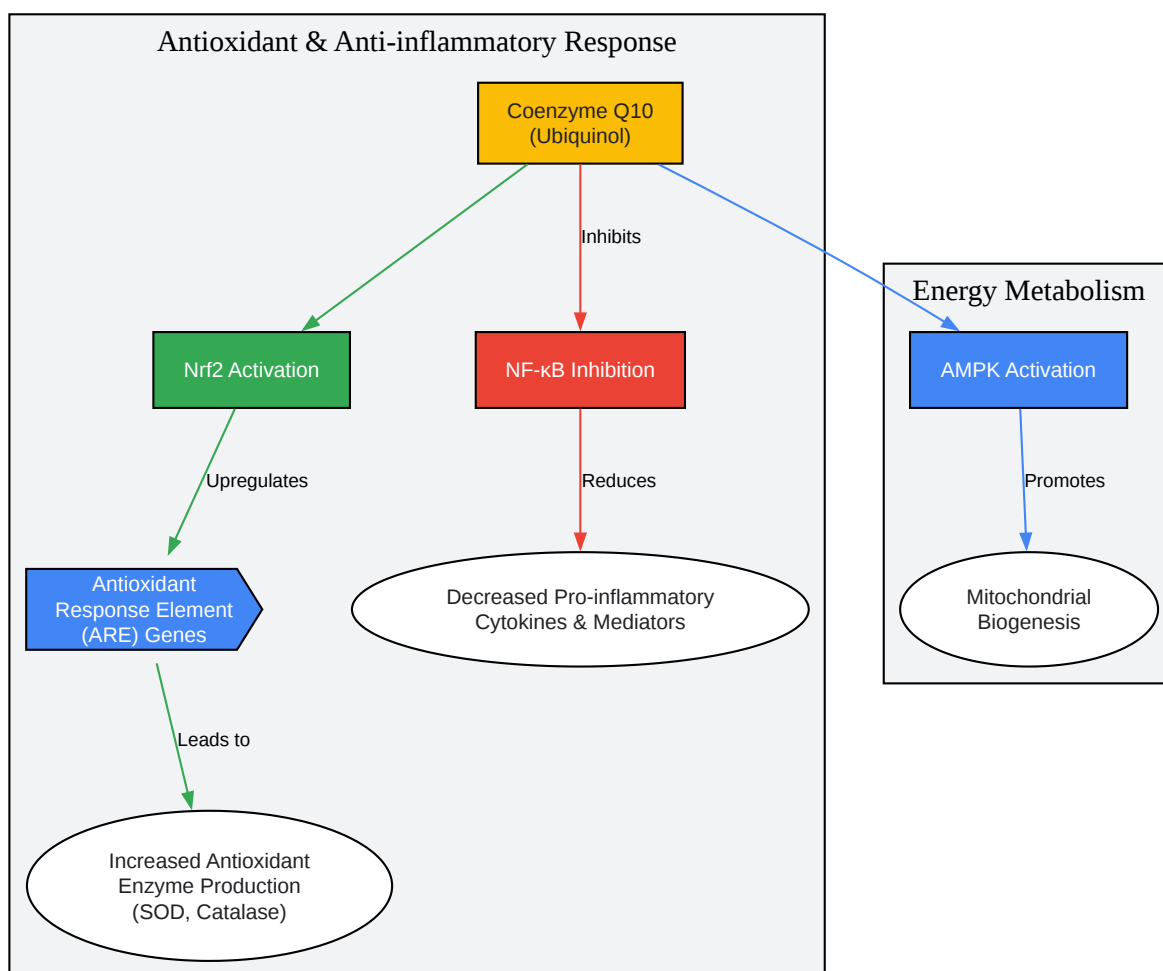 Antioxidant & Anti-inflammatory Response
Coenzyme Q10
(Ubiquinol)
Inhibits
Energy Metabolism
Nrf2 Activation
NF-κB Inhibition
AMPK Activation
Upregulates
Reduces
Promotes
Antioxidant
Response Element
(ARE) Genes
Decreased Pro-inflammatory
Cytokines & Mediators
Mitochondrial
Biogenesis
Leads to
Increased Antioxidant
Enzyme Production
(SOD, Catalase)